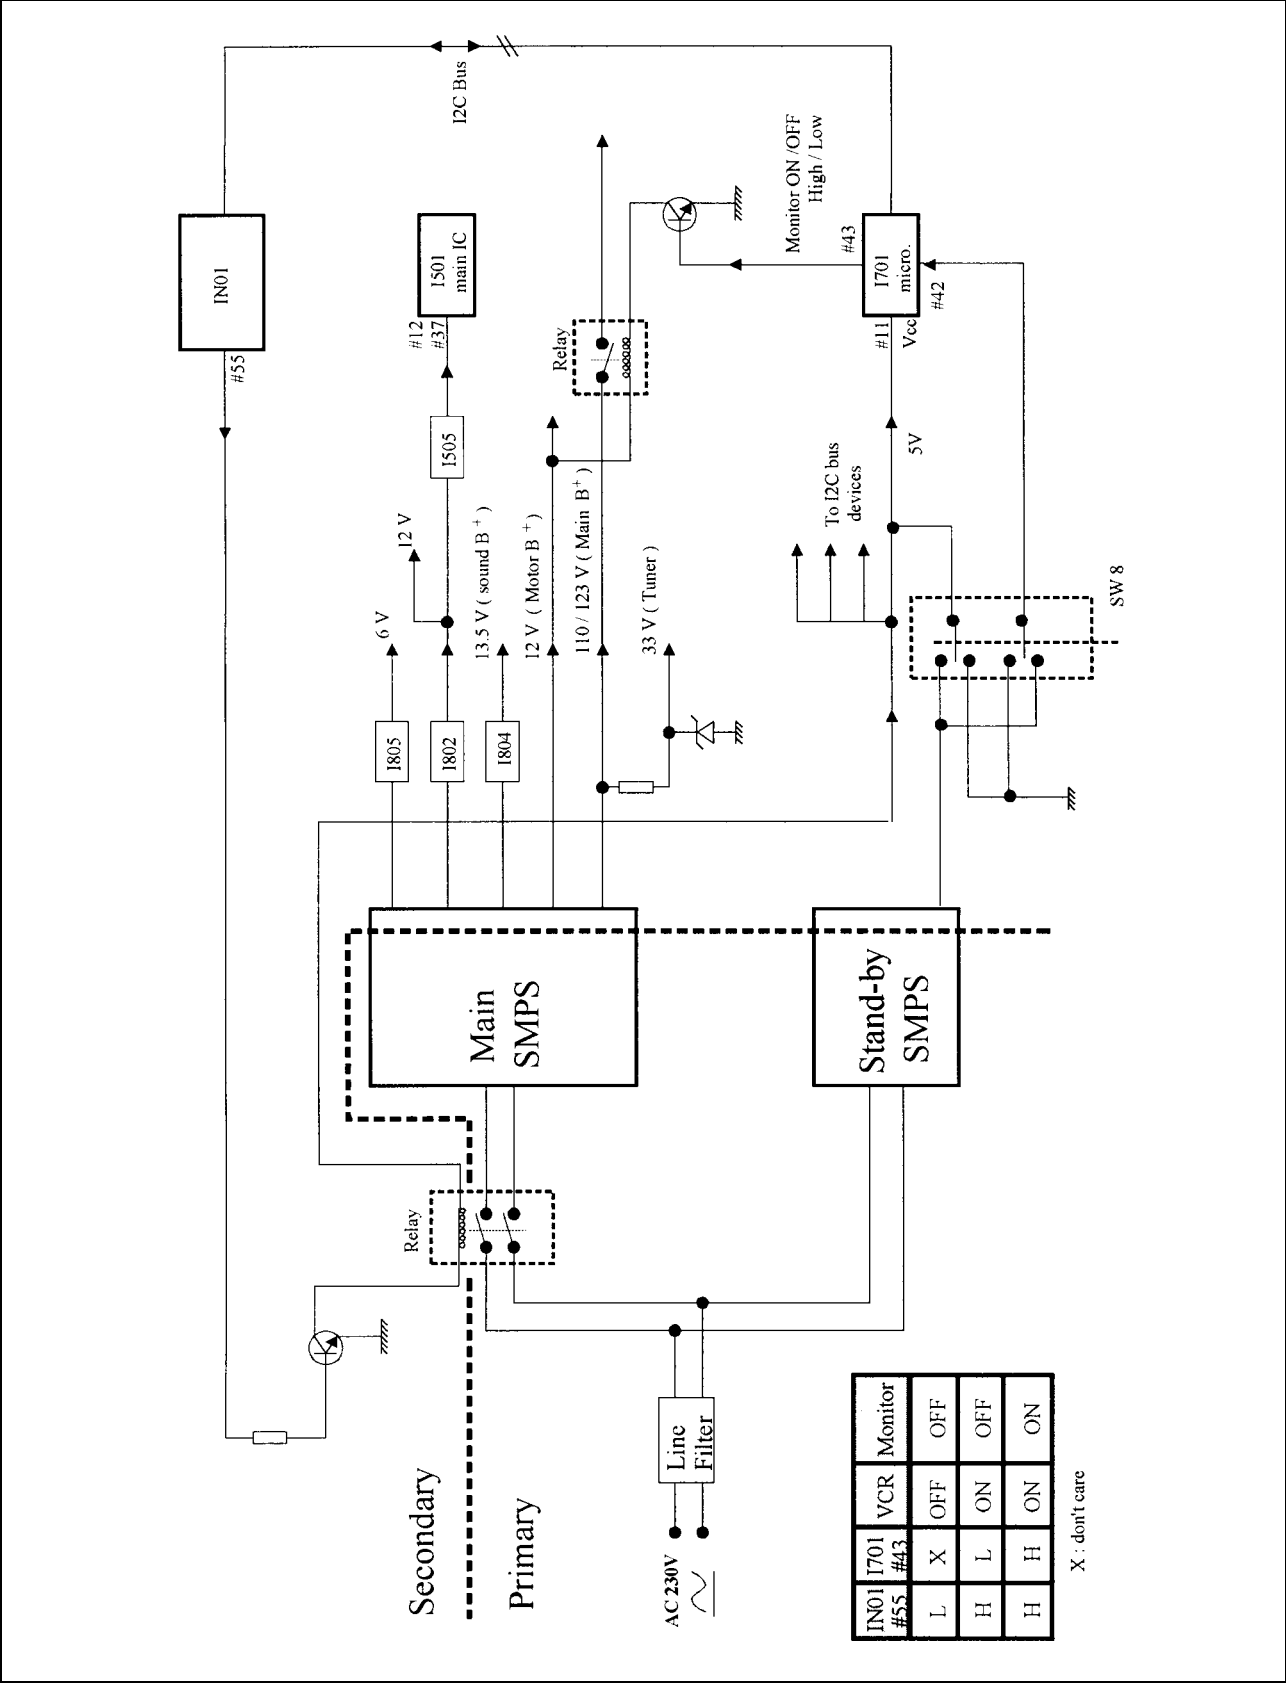 I2C Bus
IN01
#55
I501
main IC
#12
#37
I505
12 V
6 V
13.5 V ( sound B + )
12 V ( Motor B + )
110 / 123 V ( Main B+ )
33 V ( Tuner )
Relay
Monitor ON /OFF
High / Low
#43
I701
micro.
#42
#11
Vcc
5V
To I2C bus
devices
SW 8
I805
I802
I804
Main
SMPS
Stand-by
SMPS
Relay
Secondary
Primary
Line
Filter
AC 230V
IN01 #55 I701 #43 VCR Monitor
L X OFF OFF
H L ON OFF
H H ON ON
X : don't care